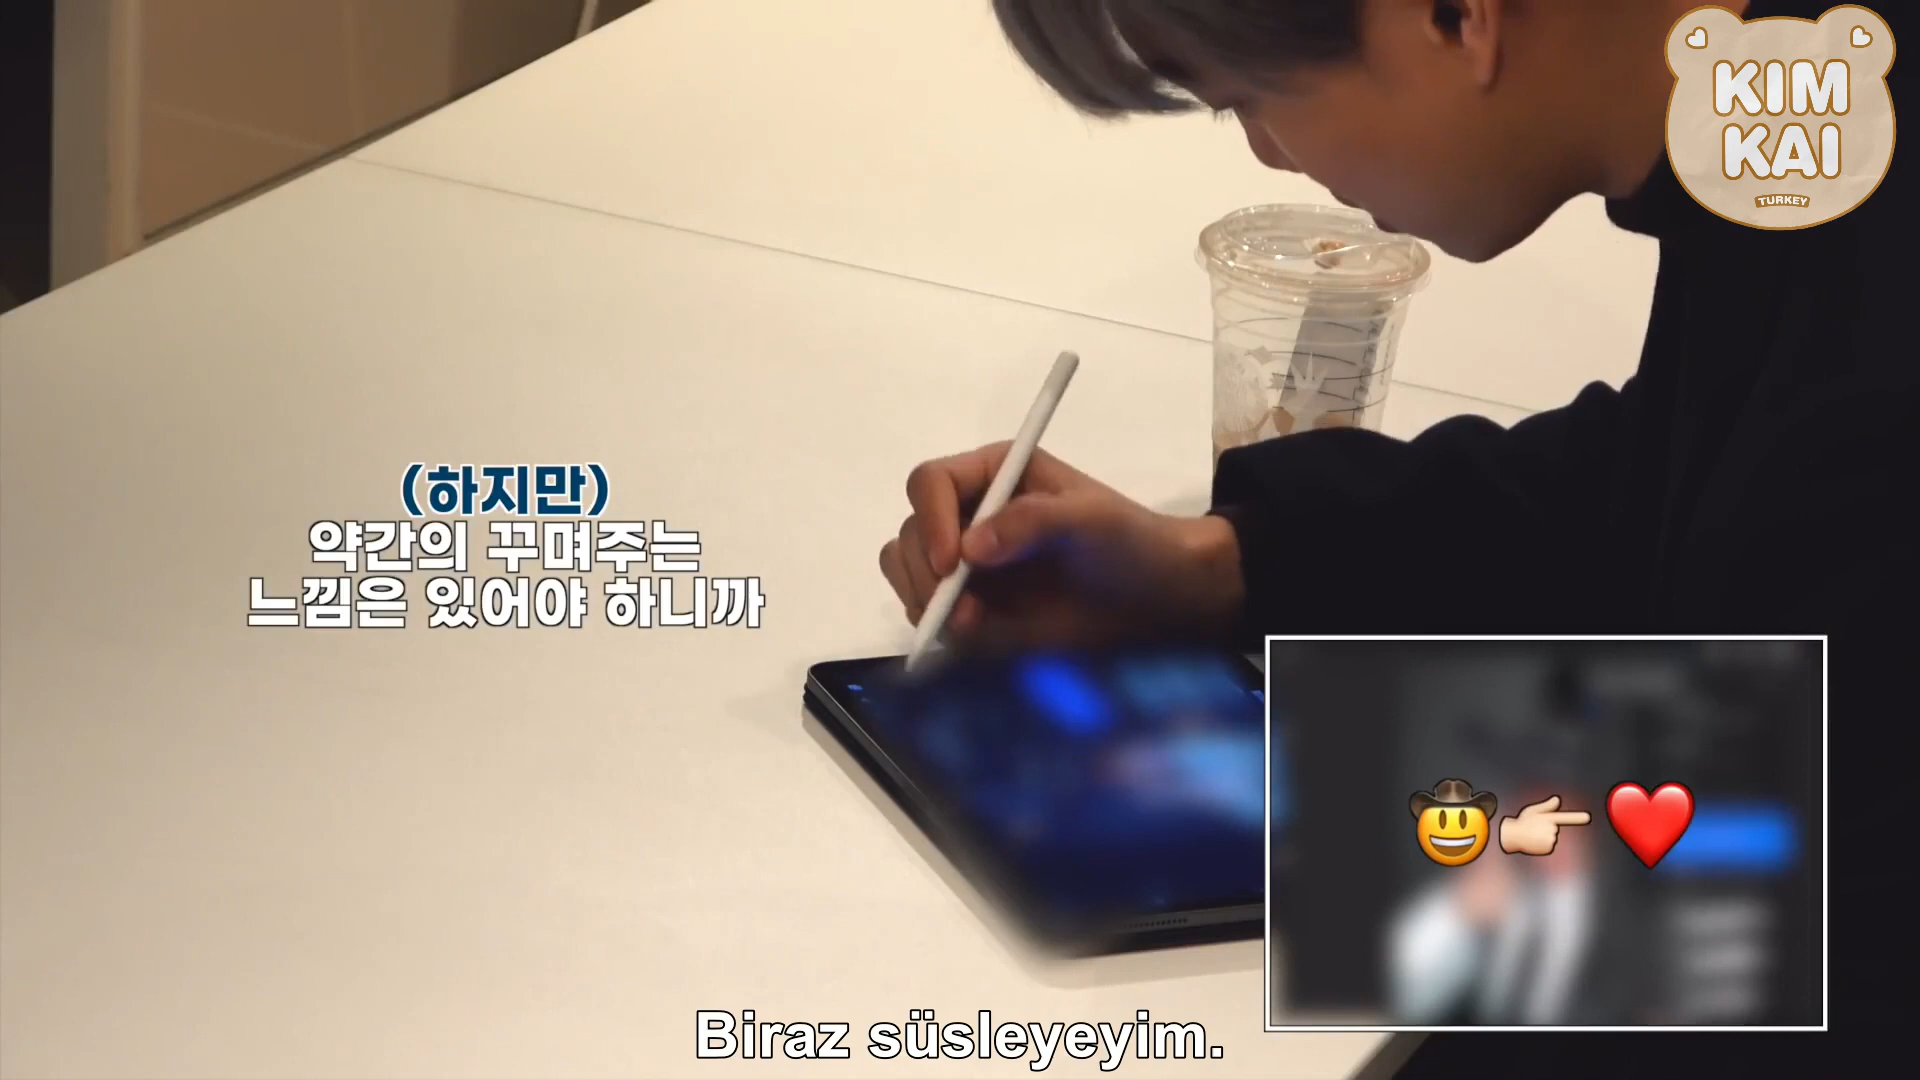 KIM
KAI
TURKEY
(하지만)
약간의 꾸며주는
느낌은 있어야 하니까
Biraz süsleyeyim.